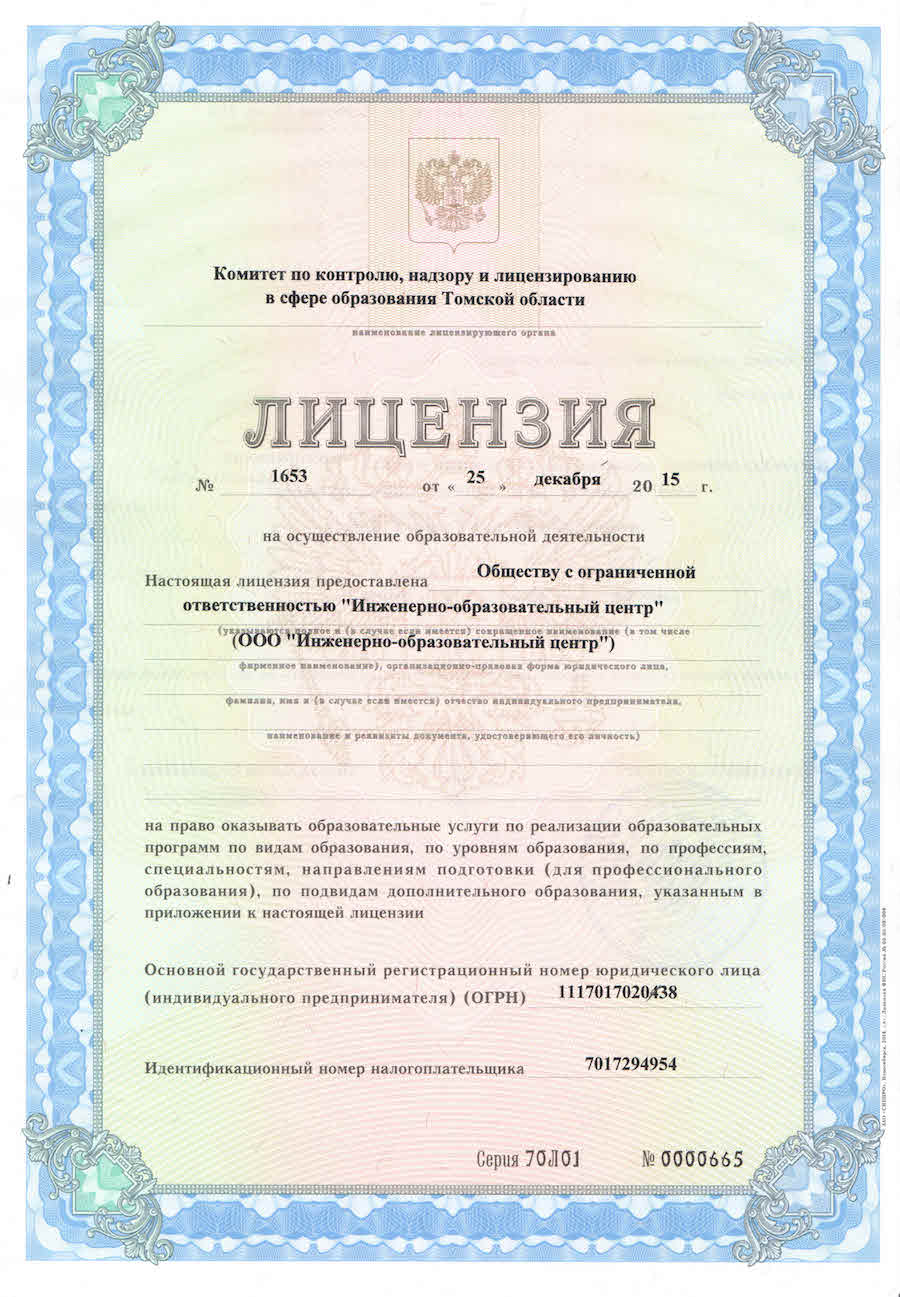 Комитет по контролю, надзору и лицензированию
в сфере образования Томской области
наименование лицензирующего органа
ЛИЦЕНЗИЯ
№ 1653 от « 25 » декабря 20 15 г.
на осуществление образовательной деятельности
Настоящая лицензия предоставлена Обществу с ограниченной
ответственностью "Инженерно-образовательный центр"
(указываются полное и (в случае если имеется) сокращенное наименование (в том числе
(ООО "Инженерно-образовательный центр")
фирменное наименование), организационно-правовая форма юридического лица,
фамилия, имя и (в случае если имеется) отчество индивидуального предпринимателя,
наименование и реквизиты документа, удостоверяющего его личность)
на право оказывать образовательные услуги по реализации образовательных
программ по видам образования, по уровням образования, по профессиям,
специальностям, направлениям подготовки (для профессионального
образования), по подвидам дополнительного образования, указанным в
приложении к настоящей лицензии
Основной государственный регистрационный номер юридического лица
(индивидуального предпринимателя) (ОГРН) 1117017020438
Идентификационный номер налогоплательщика 7017294954
Серия 70Л01 № 0000665